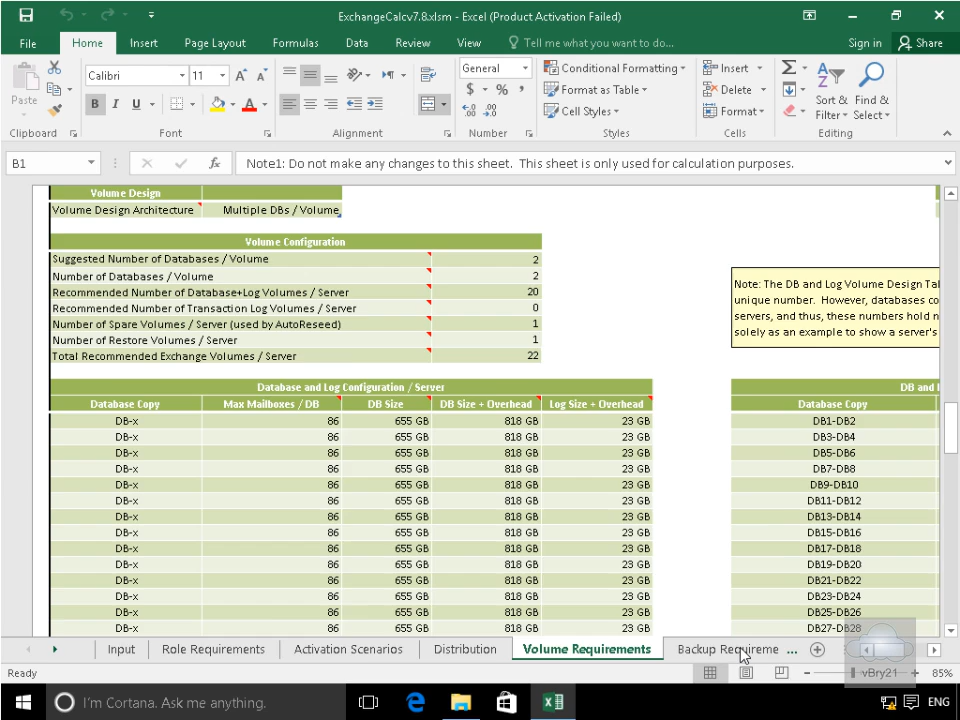 ExchangeCalcv7.8.xlsm - Excel (Product Activation Failed)
File Home Insert Page Layout Formulas Data Review View Tell me what you want to do... Sign in Share
Calibri 11 General Conditional Formatting Insert
Paste B I U A Format as Table Delete Sort & Find &
$ % , Cell Styles Format Filter Select
Clipboard Font Alignment Number Styles Cells Editing
B1 fx Note1: Do not make any changes to this sheet. This sheet is only used for calculation purposes.
Volume Design
Volume Design Architecture Multiple DBs / Volume
Volume Configuration
Suggested Number of Databases / Volume 2
Number of Databases / Volume 2
Recommended Number of Database+Log Volumes / Server 20
Recommended Number of Transaction Log Volumes / Server 0
Number of Spare Volumes / Server (used by AutoReseed) 1
Number of Restore Volumes / Server 1
Total Recommended Exchange Volumes / Server 22
Note: The DB and Log Volume Design Tal
unique number. However, databases co
servers, and thus, these numbers hold n
solely as an example to show a server's
Database and Log Configuration / Server DB and
Database Copy Max Mailboxes / DB DB Size DB Size + Overhead Log Size + Overhead Database Copy
DB-x 86 655 GB 818 GB 23 GB DB1-DB2
DB-x 86 655 GB 818 GB 23 GB DB3-DB4
DB-x 86 655 GB 818 GB 23 GB DB5-DB6
DB-x 86 655 GB 818 GB 23 GB DB7-DB8
DB-x 86 655 GB 818 GB 23 GB DB9-DB10
DB-x 86 655 GB 818 GB 23 GB DB11-DB12
DB-x 86 655 GB 818 GB 23 GB DB13-DB14
DB-x 86 655 GB 818 GB 23 GB DB15-DB16
DB-x 86 655 GB 818 GB 23 GB DB17-DB18
DB-x 86 655 GB 818 GB 23 GB DB19-DB20
DB-x 86 655 GB 818 GB 23 GB DB21-DB22
DB-x 86 655 GB 818 GB 23 GB DB23-DB24
DB-x 86 655 GB 818 GB 23 GB DB25-DB26
DB-x 86 655 GB 818 GB 23 GB DB27-DB28
Input Role Requirements Activation Scenarios Distribution Volume Requirements Backup Requireme ...
Ready vBry21 85%
I'm Cortana. Ask me anything. ENG